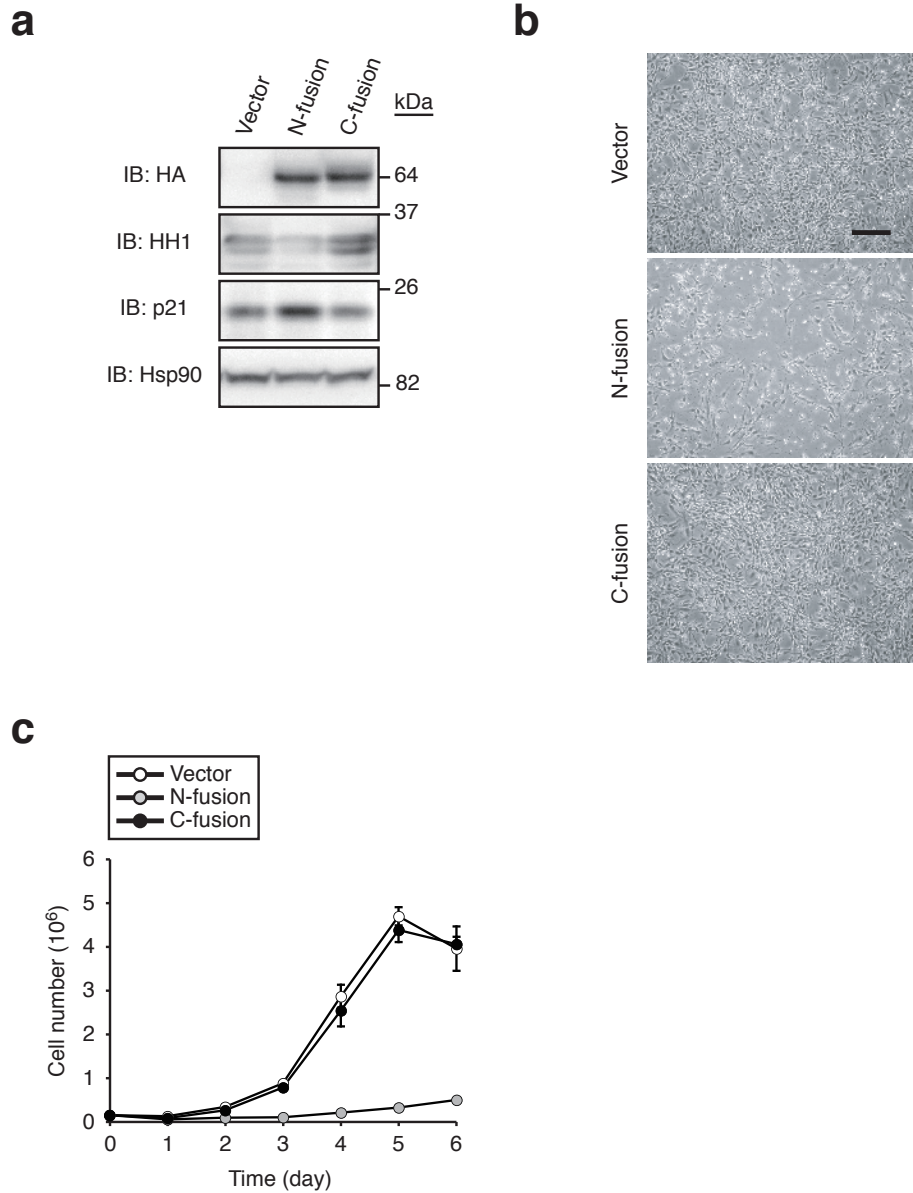 a
Vector
N-fusion
C-fusion
kDa
IB: HA
64
37
IB: HH1
IB: p21
26
IB: Hsp90
82
b
Vector
N-fusion
C-fusion
c
Vector
N-fusion
C-fusion
6
5
4
3
2
1
0
Cell number (10⁶)
0 1 2 3 4 5 6
Time (day)